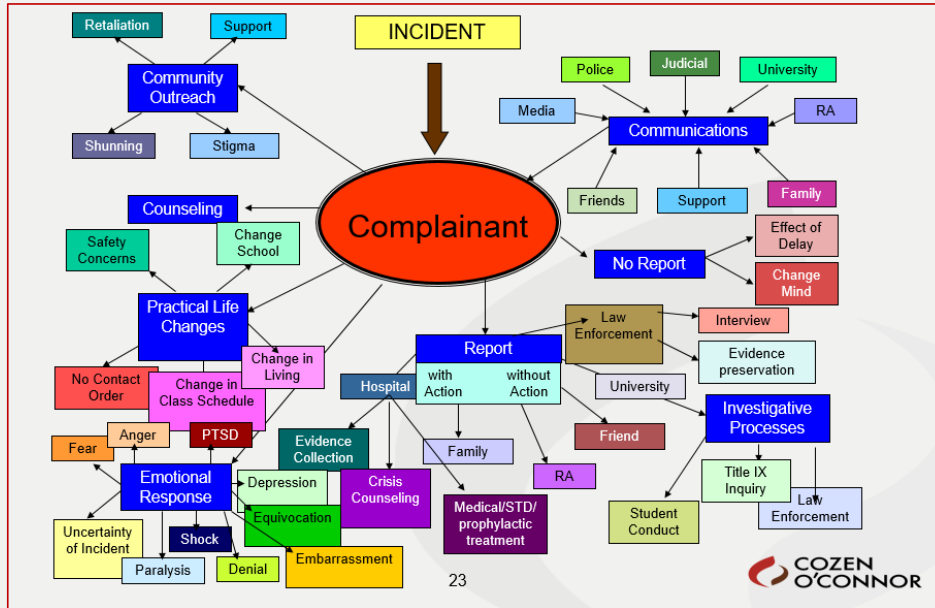 Retaliation
Support
INCIDENT
Community
Outreach
Shunning
Stigma
Police
Judicial
University
Media
RA
Communications
Friends
Support
Family
Complainant
Counseling
Safety
Concerns
Change
School
Practical Life
Changes
No Contact
Order
Change in
Class Schedule
Change in
Living
No Report
Effect of
Delay
Change
Mind
Report
with
Action
without
Action
Law
Enforcement
Interview
Evidence
preservation
Hospital
University
Evidence
Collection
Crisis
Counseling
Family
Medical/STD/
prophylactic
treatment
RA
Friend
Investigative
Processes
Student
Conduct
Title IX
Inquiry
Law
Enforcement
Fear
Anger
PTSD
Emotional
Response
Depression
Equivocation
Uncertainty
of Incident
Paralysis
Shock
Denial
Embarrassment
23
COZEN
O'CONNOR